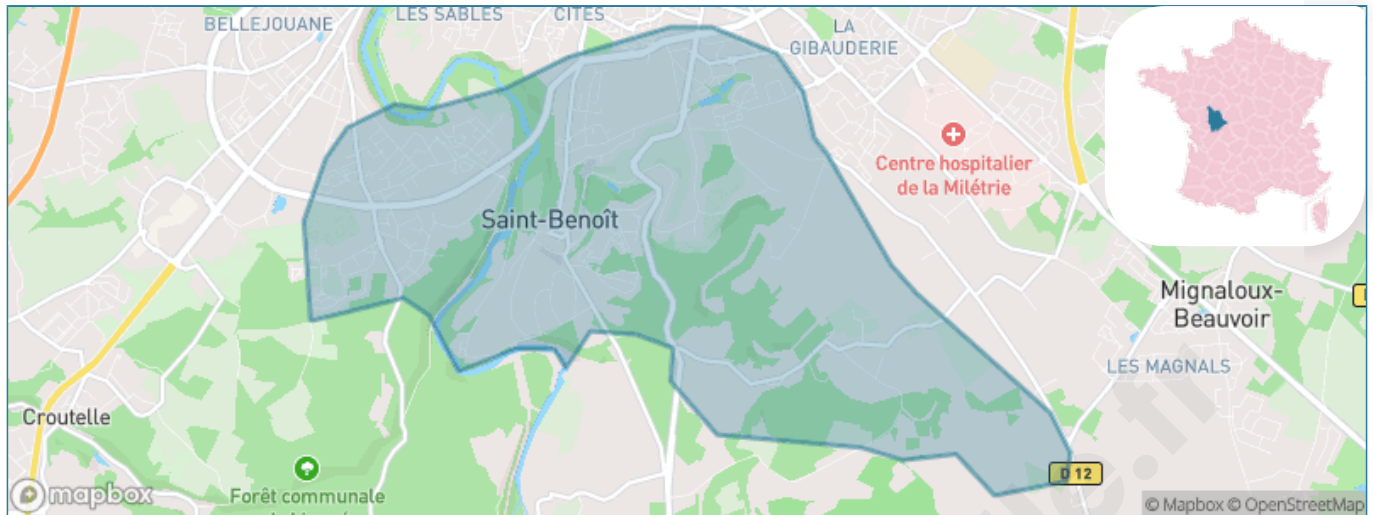 BELLEJOUANE
LES SABLES
CITES
LA
GIBAUDERIE
Centre hospitalier
de la Milétrie
Saint-Benoît
Mignaloux-
Beauvoir
LES MAGNALS
Croutelle
D 12
Forêt communale
mapbox
© Mapbox © OpenStreetMap